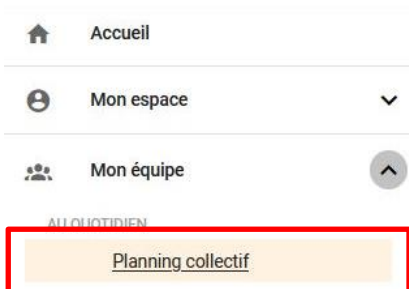 Accueil
Mon espace
Mon équipe
AU QUOTIDIEN
Planning collectif